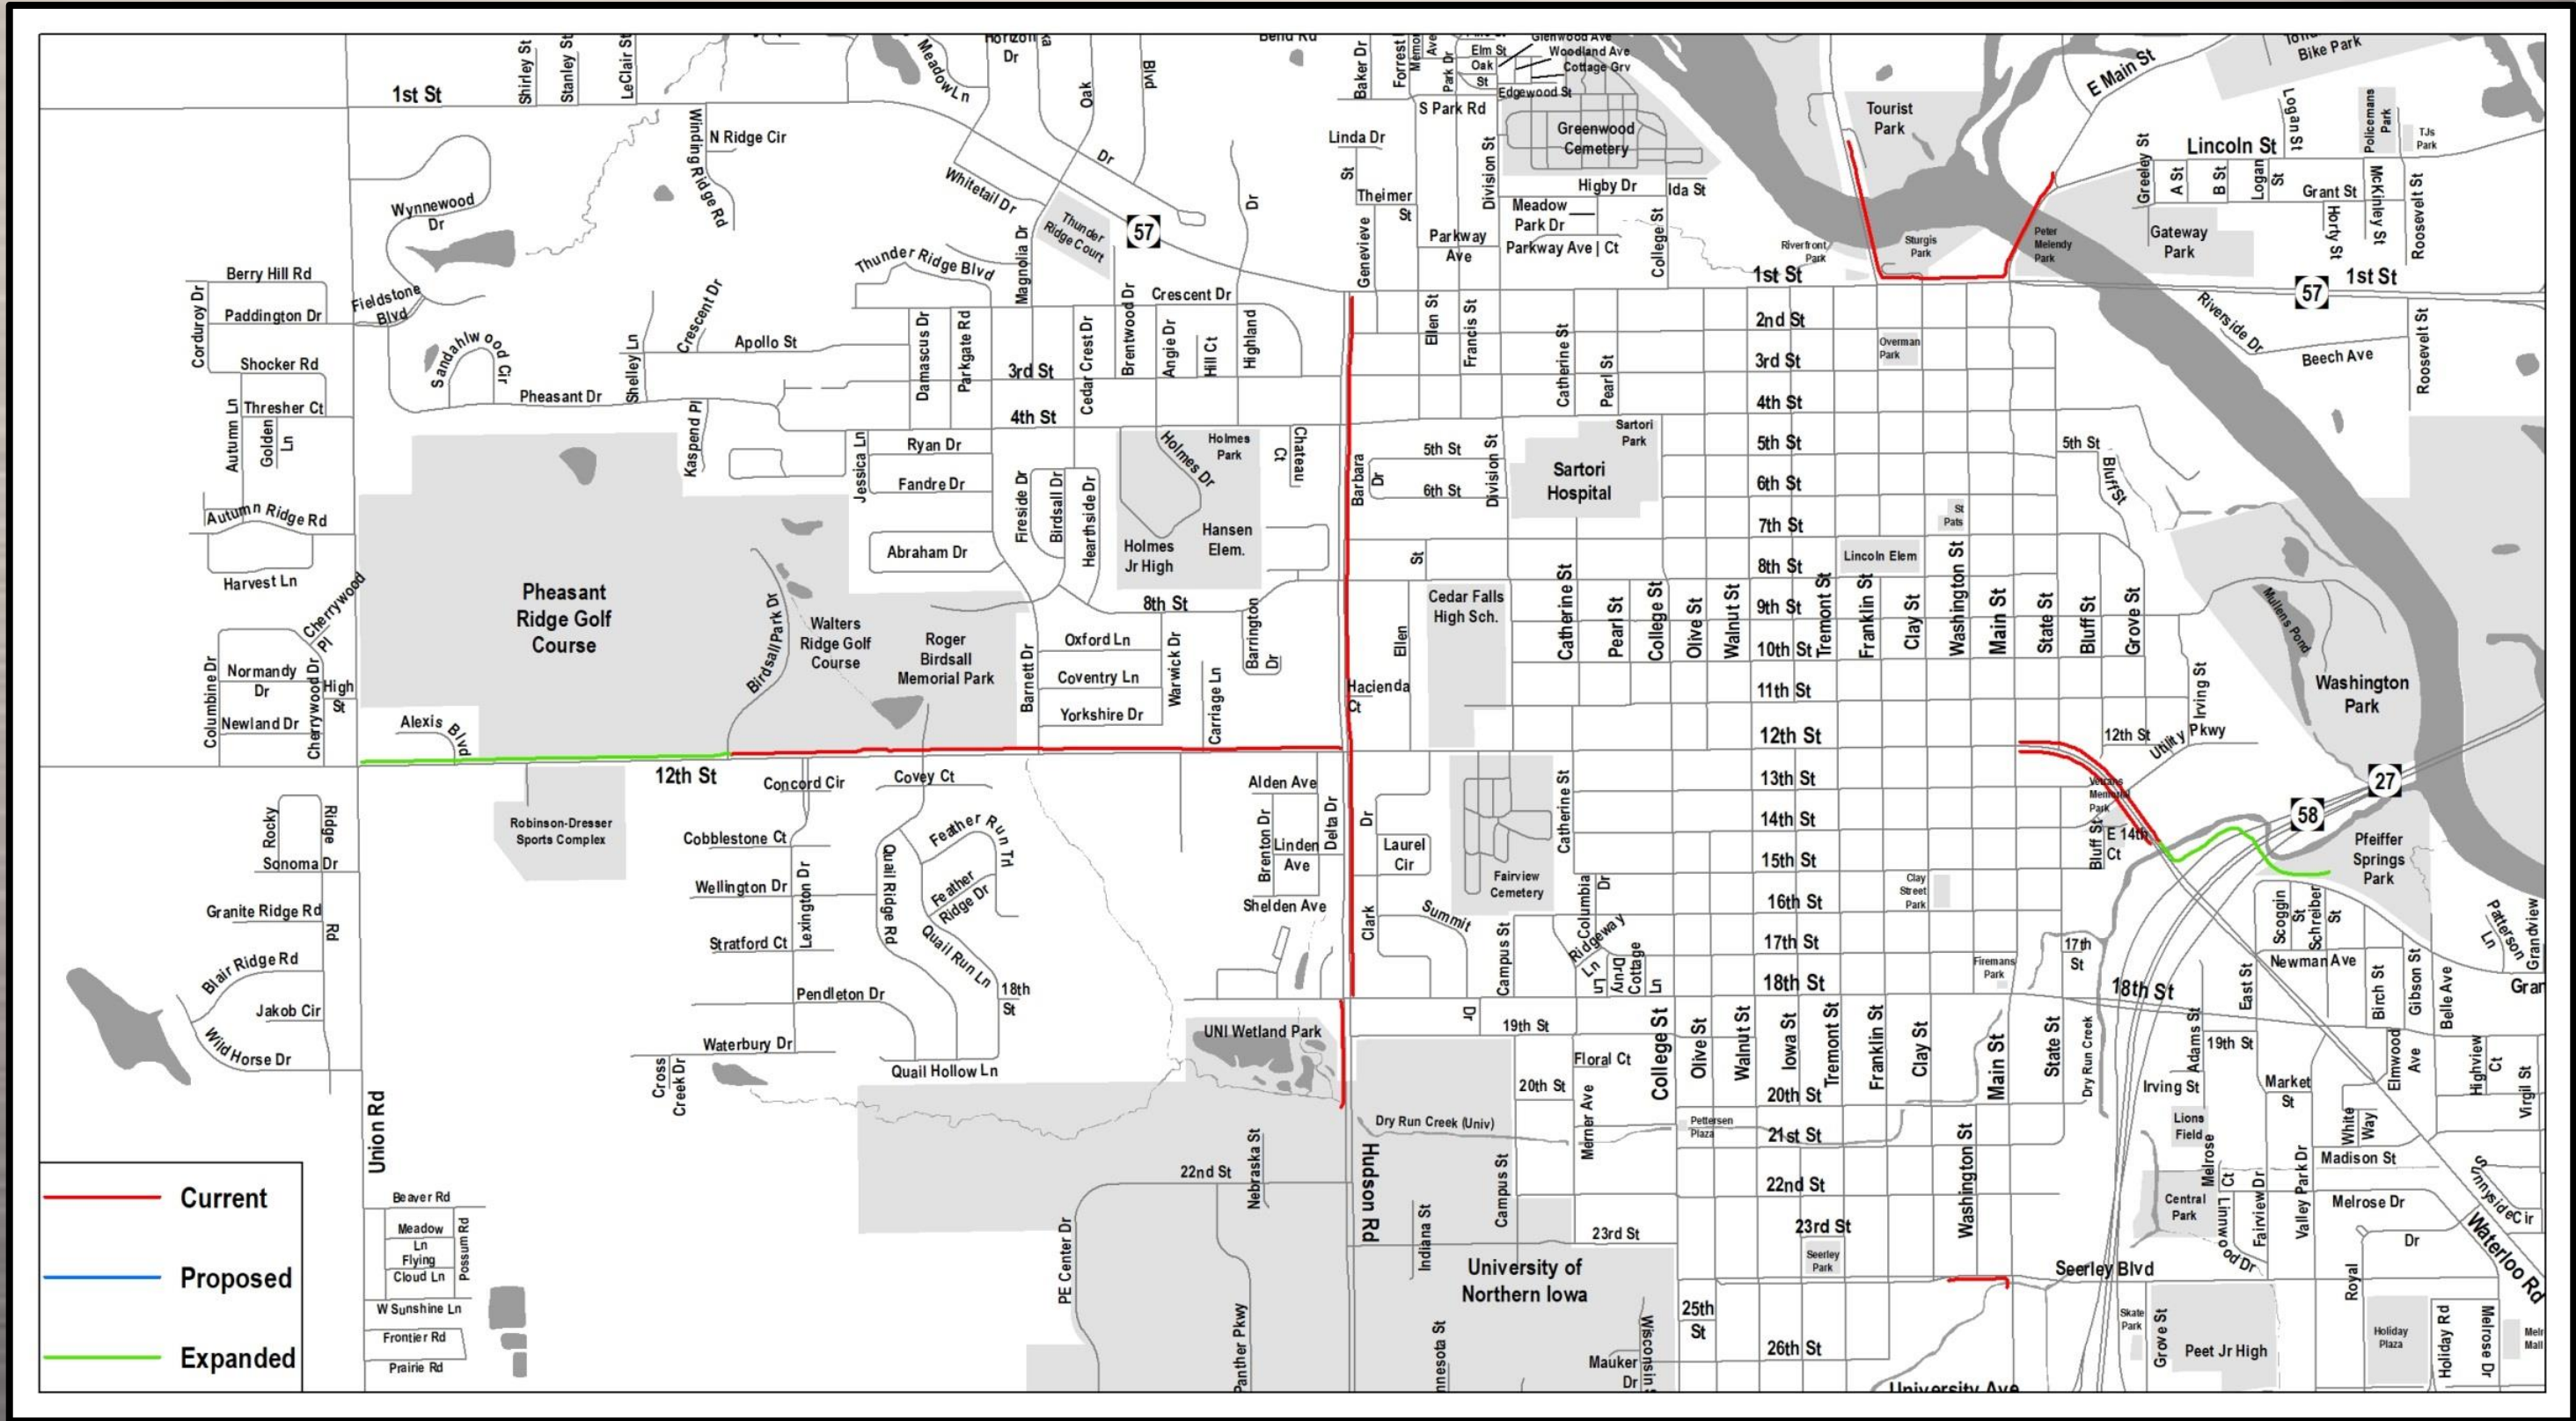 1st St
Shirley St
Stanley St
LeClair St
Meadow Ln
Horizon
Dr
Oak
Blvd
Dr
Baker Dr
Park Dr
Elm St
Oak
St
Glenwood Ave
Woodland Ave
Cottage Grv
Edgewood St
S Park Rd
Greenwood
Cemetery
Tourist
Park
E Main St
Bike Park
Logan St
Policemans
Park
TJs
Park
Lincoln St
Winding Ridge Rd
N Ridge Cir
Whitetail Dr
Linda Dr
St
Theimer
St
Division St
Higby Dr
Ida St
Meadow
Park Dr
Parkway
Ave
Parkway Ave | Ct
College St
Riverfront
Park
Sturgis
Park
Peter
Melendy
Park
Greeley St
A St
B St
Logan
St
Grant St
Horty St
McKinley St
Roosevelt St
Gateway
Park
Wynnewood
Dr
Thunder
Ridge Court
57
Dr
Genevieve
1st St
57
1st St
Berry Hill Rd
Corduroy Dr
Paddington Dr
Fieldstone
Blvd
Thunder Ridge Blvd
Magnolia Dr
Crescent Dr
Crescent Dr
Brentwood Dr
Shocker Rd
Sandahlwood Cir
Shelley Ln
Apollo St
Damascus Dr
Parkgate Rd
3rd St
Cedar Crest Dr
Angie Dr
Hill Ct
Highland
Ellen St
Francis St
Catherine St
Pearl St
2nd St
3rd St
Overman
Park
4th St
Riverside Dr
Beech Ave
Roosevelt St
Autumn Ln
Thresher Ct
Golden
Ln
Pheasant Dr
Kaspend Pl
4th St
Jessica Ln
Ryan Dr
Fandre Dr
Holmes Dr
Holmes
Park
Chateau
Ct
Barbara
Dr
5th St
6th St
Division St
Sartori
Park
Sartori
Hospital
5th St
6th St
7th St
St
Pats
5th St
Bluff St
Autumn Ridge Rd
Harvest Ln
Abraham Dr
Fireside Dr
Birdsall Dr
Hearthside Dr
Hansen
Elem.
Holmes
Jr High
St
8th St
Lincoln Elem
Pheasant
Ridge Golf
Course
Cherrywood
Pl
Birdsall Park Dr
Walters
Ridge Golf
Course
Roger
Birdsall
Memorial Park
8th St
Oxford Ln
Coventry Ln
Yorkshire Dr
Barnett Dr
Warwick Dr
Carriage Ln
Barrington
Dr
Cedar Falls
High Sch.
Ellen
Hacienda
Ct
Catherine St
Pearl St
College St
Olive St
Walnut St
9th St
10th St
Tremont St
Franklin St
Clay St
Washington St
Main St
State St
Bluff St
Grove St
11th St
Irving St
Mullens Pond
Washington
Park
Columbine Dr
Normandy
Dr
Newland Dr
Cherrywood Dr
High
St
Alexis Blvd
12th St
12th St
12th St
Utility Pkwy
27
58
Concord Cir
Covey Ct
Alden Ave
13th St
14th St
15th St
16th St
17th St
18th St
Memorial
Park
Bluff St
E 14th
Ct
Pfeiffer
Springs
Park
Rocky
Ridge
Rd
Sonoma Dr
Robinson-Dresser
Sports Complex
Cobblestone Ct
Wellington Dr
Lexington Dr
Stratford Ct
Quail Ridge Rd
Feather Run Trl
Feather
Ridge Dr
Quail Run Ln
Brenton Dr
Linden
Ave
Delta Dr
Shelden Ave
Dr
Laurel
Cir
Clark
Summit
Fairview
Cemetery
Catherine St
Campus St
Columbia
Dr
Ridgeway
Ln
Drury
Ln
Cottage
Ln
Clay
Street
Park
Firemans
Park
17th
St
18th St
Scoggin
St
Schreiber
St
Newman Ave
Patterson
Ln
Grandview
East St
Birch St
Gibson St
Belle Ave
Granite Ridge Rd
Blair Ridge Rd
Jakob Cir
Wild Horse Dr
Pendleton Dr
18th
St
Waterbury Dr
Cross
Creek Dr
Quail Hollow Ln
UNI Wetland Park
Dr
19th St
Floral Ct
20th St
Merner Ave
College St
Olive St
Walnut St
Iowa St
Tremont St
Franklin St
Clay St
Main St
State St
Dry Run Creek
20th St
Adams St
19th St
Irving St
Market
St
Elmwood
Ave
Highview
Ct
Virgil St
Union Rd
Dry Run Creek (Univ)
Pettersen
Plaza
21st St
Lions
Field
White
Way
Madison St
22nd St
Nebraska St
Hudson Rd
Campus St
Indiana St
22nd St
Washington St
Melrose
Ct
Central
Park
Linnwood Dr
Fairview Dr
Valley Park Dr
Melrose Dr
Sunnyside Cir
Waterloo Rd
Current
Proposed
Expanded
Beaver Rd
Meadow
Ln
Flying
Cloud Ln
Possum Rd
W Sunshine Ln
Frontier Rd
Prairie Rd
PE Center Dr
Panther Pkwy
23rd St
23rd St
Seerley
Park
University of
Northern Iowa
Seerley Blvd
Dr
Royal
25th
St
26th St
Mauker
Dr
Skate
Park
Grove St
Peet Jr High
Holiday
Plaza
Holiday Rd
Melrose Dr
University Ave